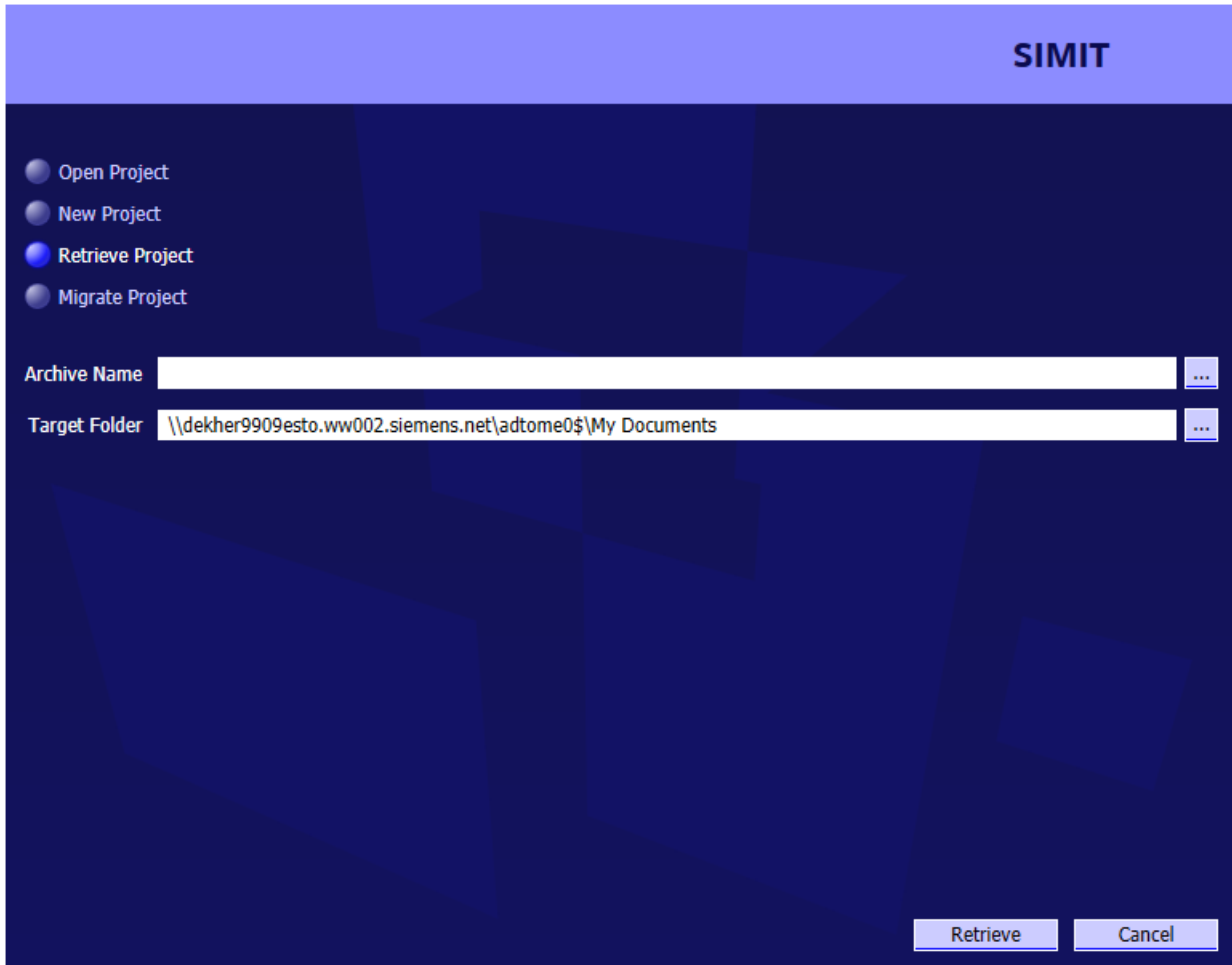 SIMIT
Open Project
New Project
Retrieve Project
Migrate Project
Archive Name ...
Target Folder \\dekher9909esto.ww002.siemens.net\adtome0$\My Documents ...
Retrieve Cancel